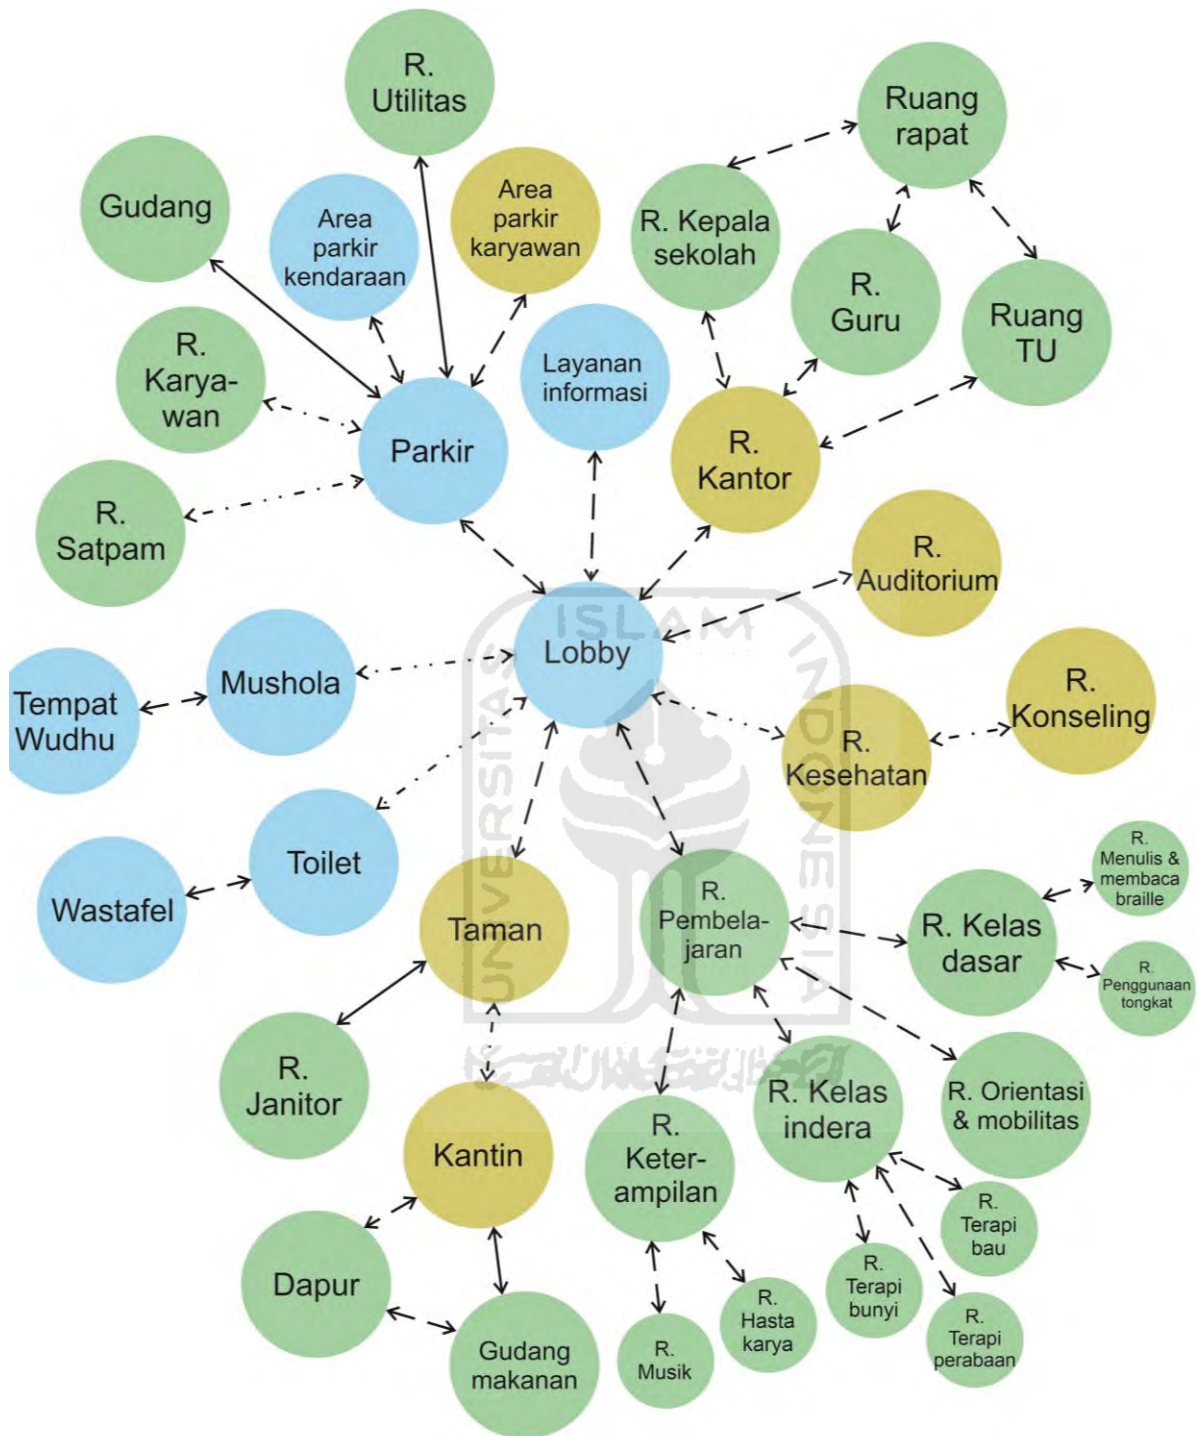 R.
Utilitas
Ruang
rapat
Gudang
Area
parkir
kendaraan
Area
parkir
karyawan
R. Kepala
sekolah
R.
Guru
Ruang
TU
R.
Karya-
wan
Layanan
informasi
Parkir
R.
Kantor
R.
Satpam
R.
Auditorium
ISLAM
Lobby
Mushola
Tempat
Wudhu
R.
Konseling
R.
Kesehatan
UNIVERSITAS
INDONESIA
Toilet
Wastafel
Taman
R.
Pembela-
jaran
R. Kelas
dasar
R.
Menulis &
membaca
braille
R.
Penggunaan
tongkat
R.
Janitor
Kantin
R.
Keter-
ampilan
R. Kelas
indera
R. Orientasi
& mobilitas
Dapur
Gudang
makanan
R.
Musik
R.
Hasta
karya
R.
Terapi
bunyi
R.
Terapi
bau
R.
Terapi
perabaan